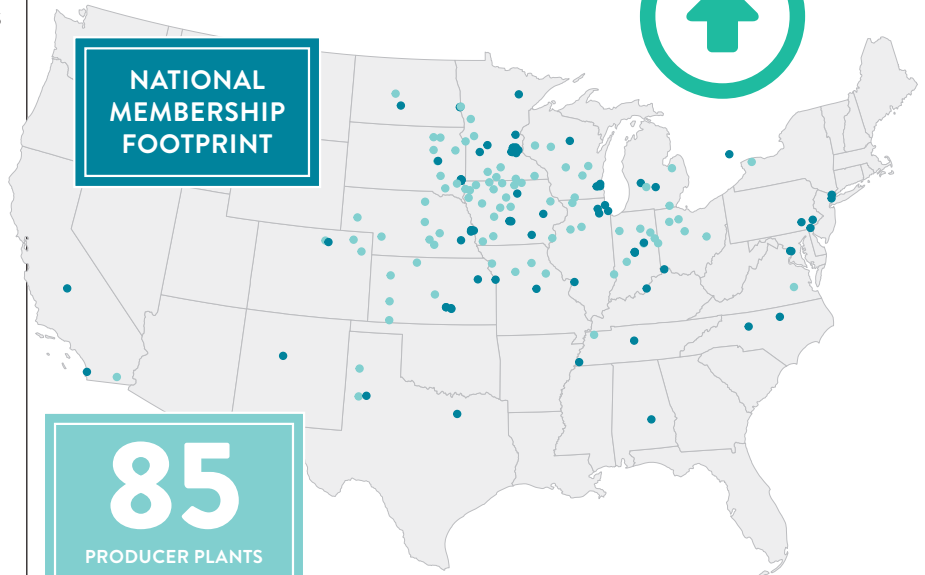 NATIONAL
MEMBERSHIP
FOOTPRINT
85
PRODUCER PLANTS